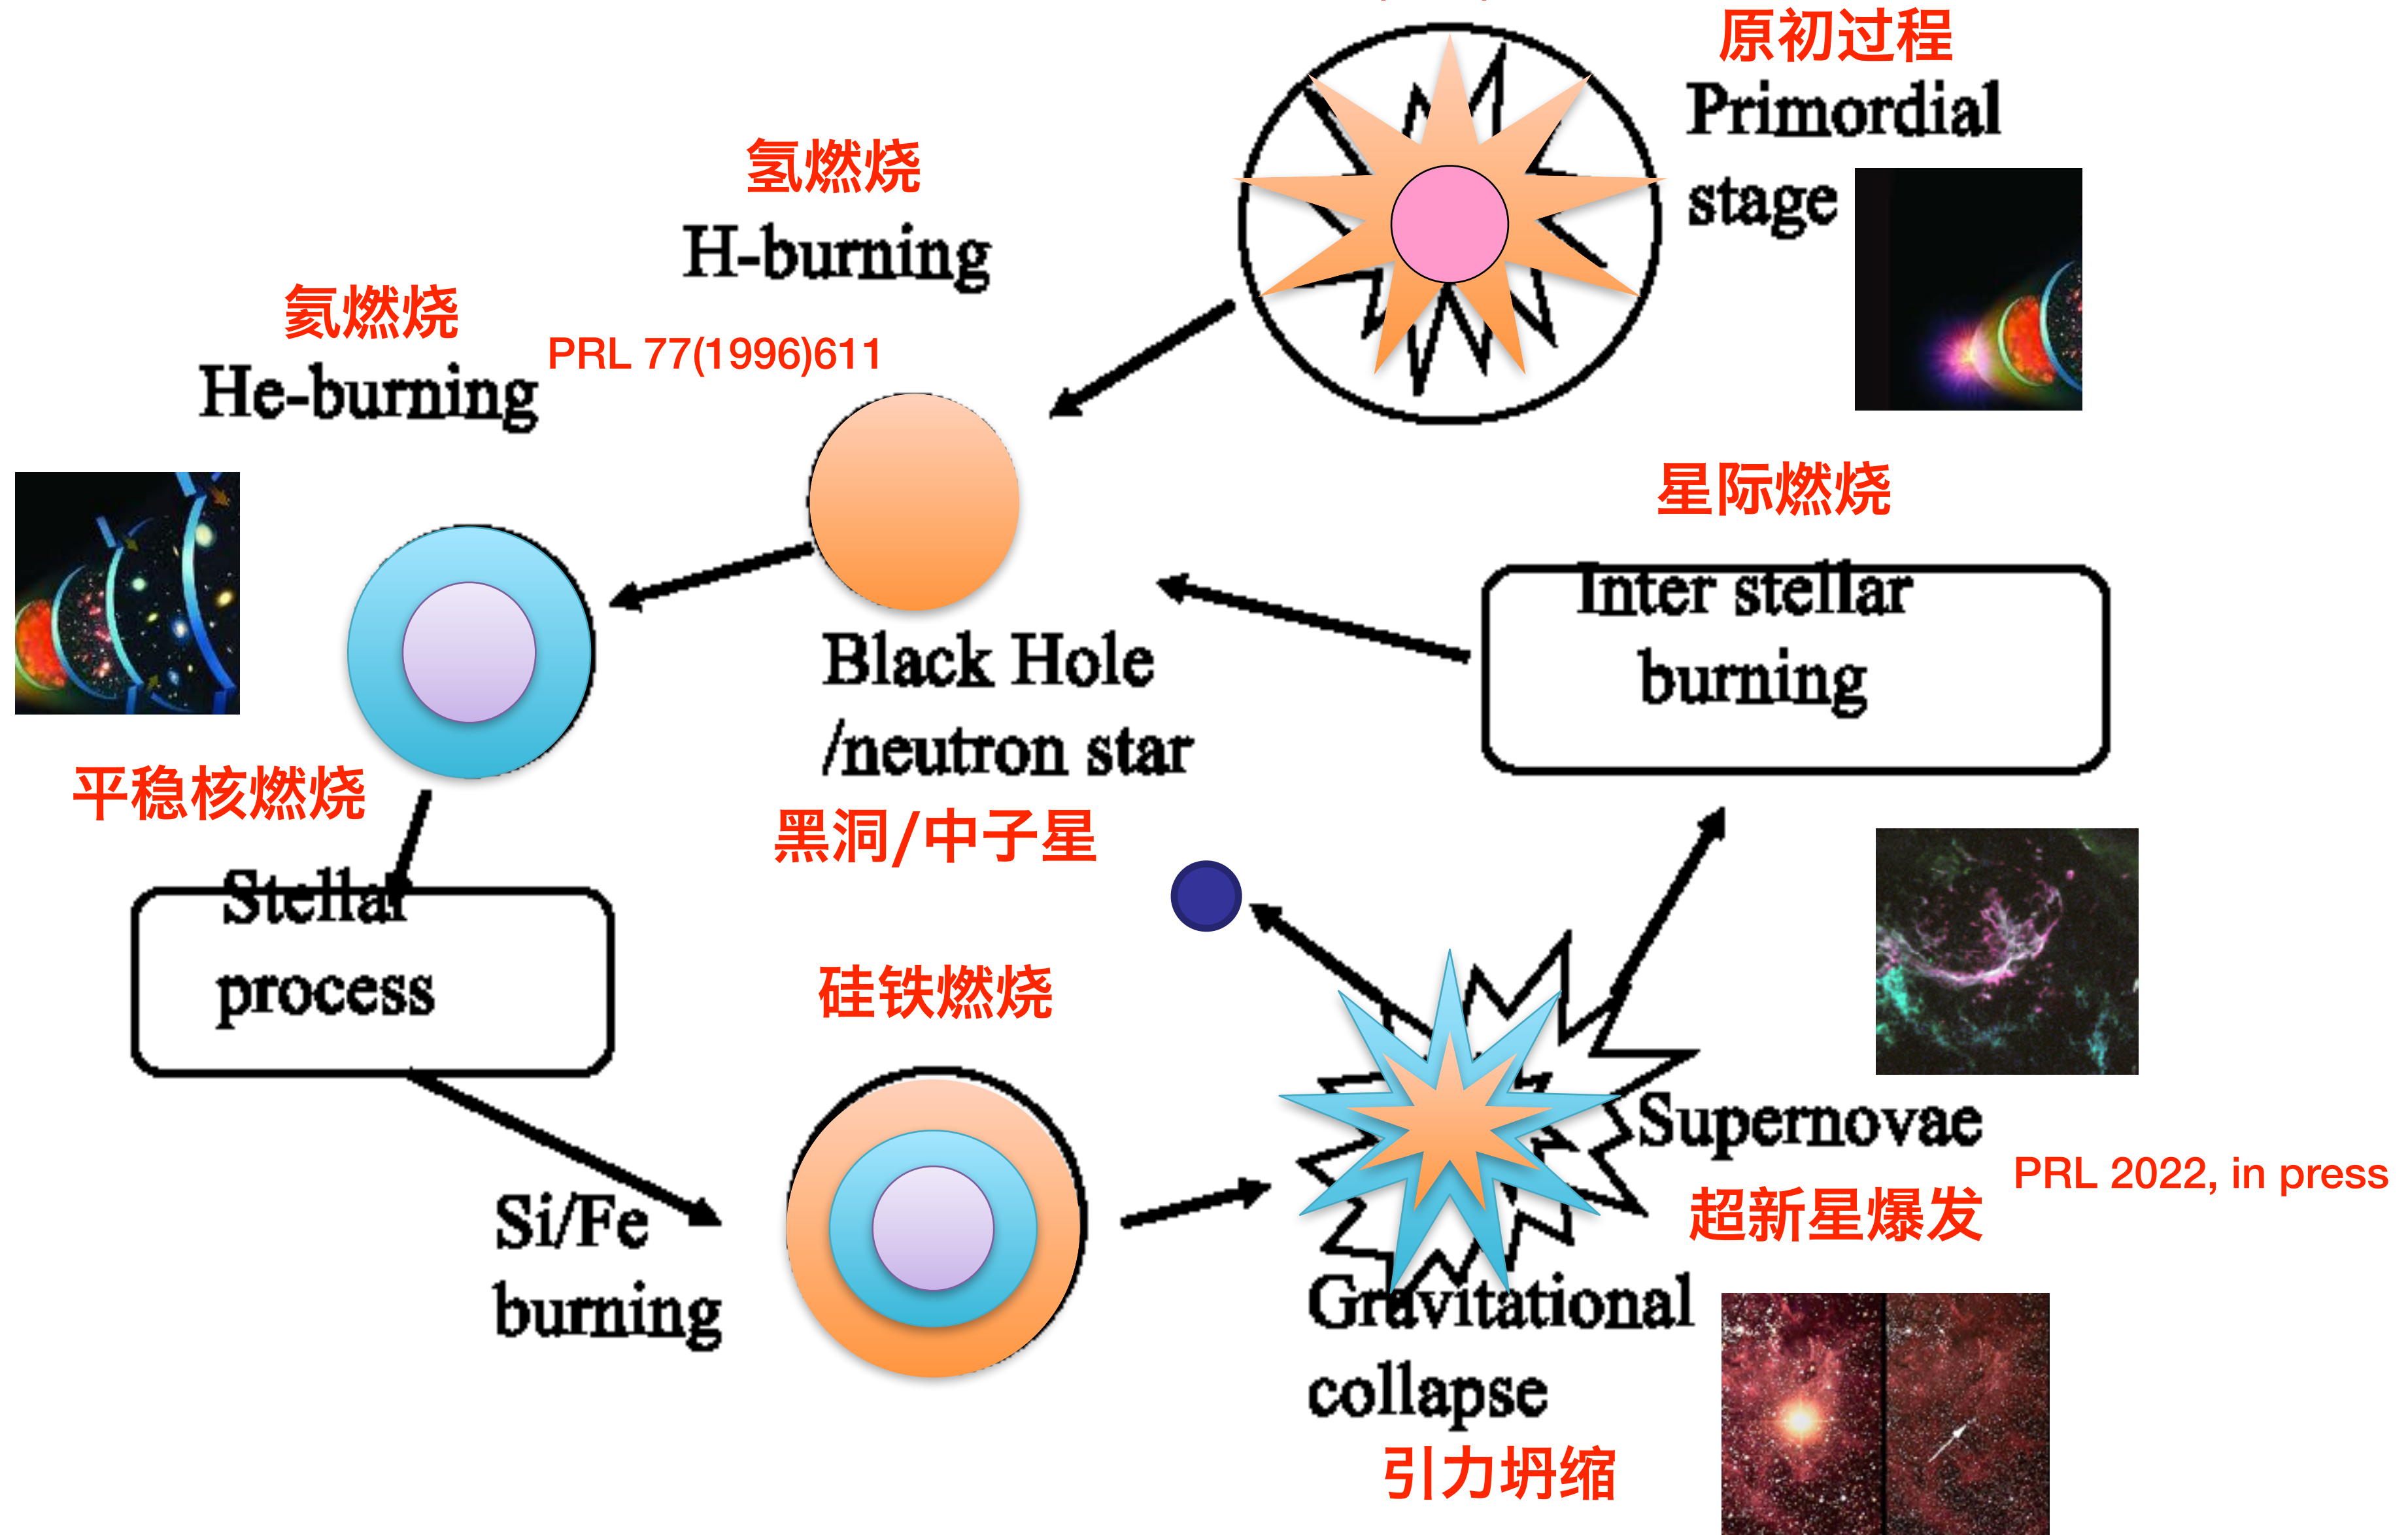 原初过程
Primordial
stage
氢燃烧
H-burning
氦燃烧
He-burning
PRL 77(1996)611
星际燃烧
Inter stellar
burning
Black Hole
/neutron star
黑洞/中子星
平稳核燃烧
Stellar
process
硅铁燃烧
Si/Fe
burning
Supernovae
PRL 2022, in press
超新星爆发
Gravitational
collapse
引力坍缩